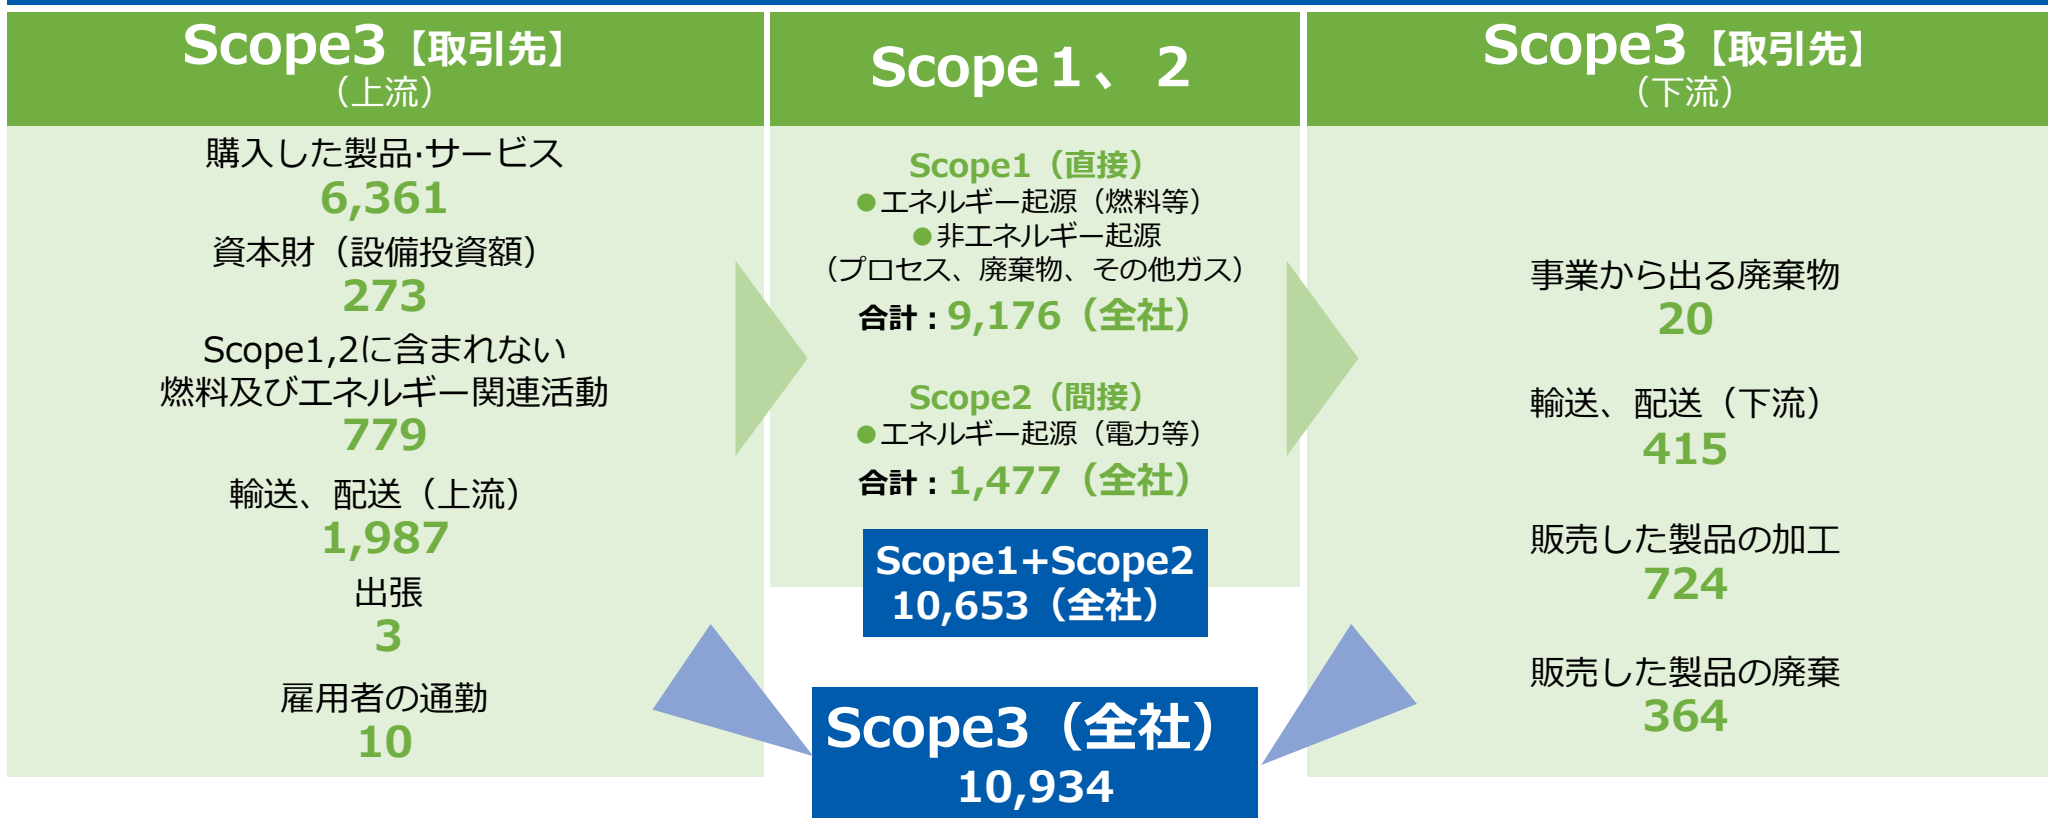 Scope3【取引先】
（上流）
購入した製品･サービス
6,361
資本財（設備投資額）
273
Scope1,2に含まれない
燃料及びエネルギー関連活動
779
輸送、配送（上流）
1,987
出張
3
雇用者の通勤
10
Scope１、２
Scope1（直接）
●エネルギー起源（燃料等）
●非エネルギー起源
（プロセス、廃棄物、その他ガス）
合計：9,176（全社）
Scope2（間接）
●エネルギー起源（電力等）
合計：1,477（全社）
Scope1+Scope2
10,653（全社）
Scope3（全社）
10,934
Scope3【取引先】
（下流）
事業から出る廃棄物
20
輸送、配送（下流）
415
販売した製品の加工
724
販売した製品の廃棄
364